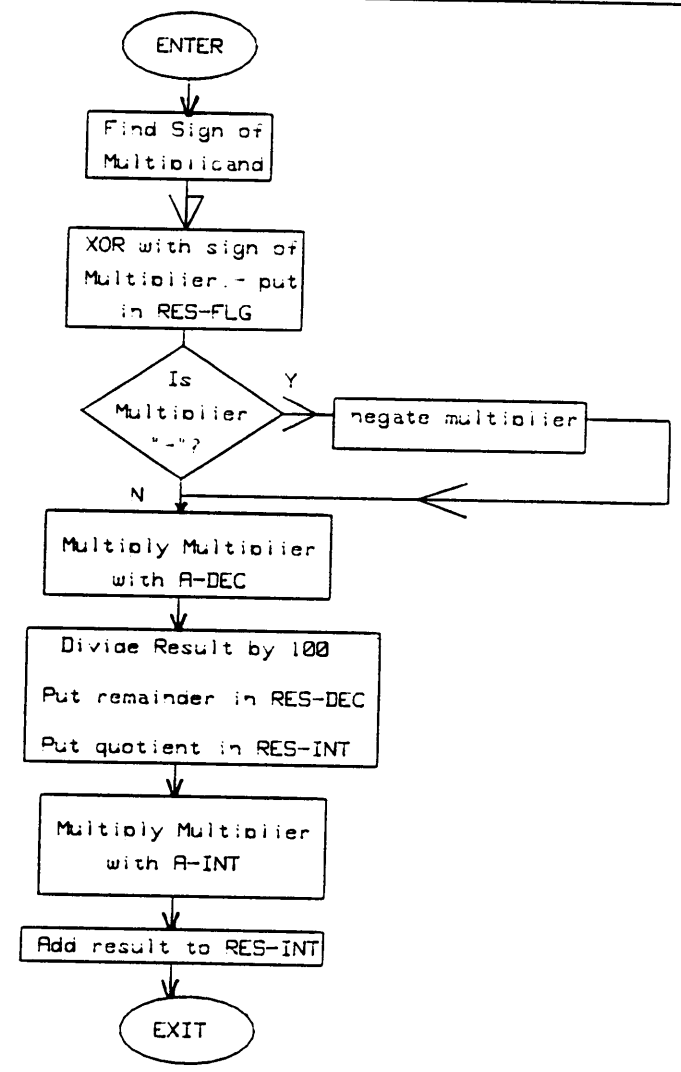 ENTER
Find Sign of
Multiplicand
XOR with sign of
Multiplier.- put
in RES-FLG
Is
Multiplier
"-"?
Y
negate multiplier
N
Multiply Multiplier
with A-DEC
Divide Result by 100
Put remainder in RES-DEC
Put quotient in RES-INT
Multiply Multiplier
with A-INT
Add result to RES-INT
EXIT